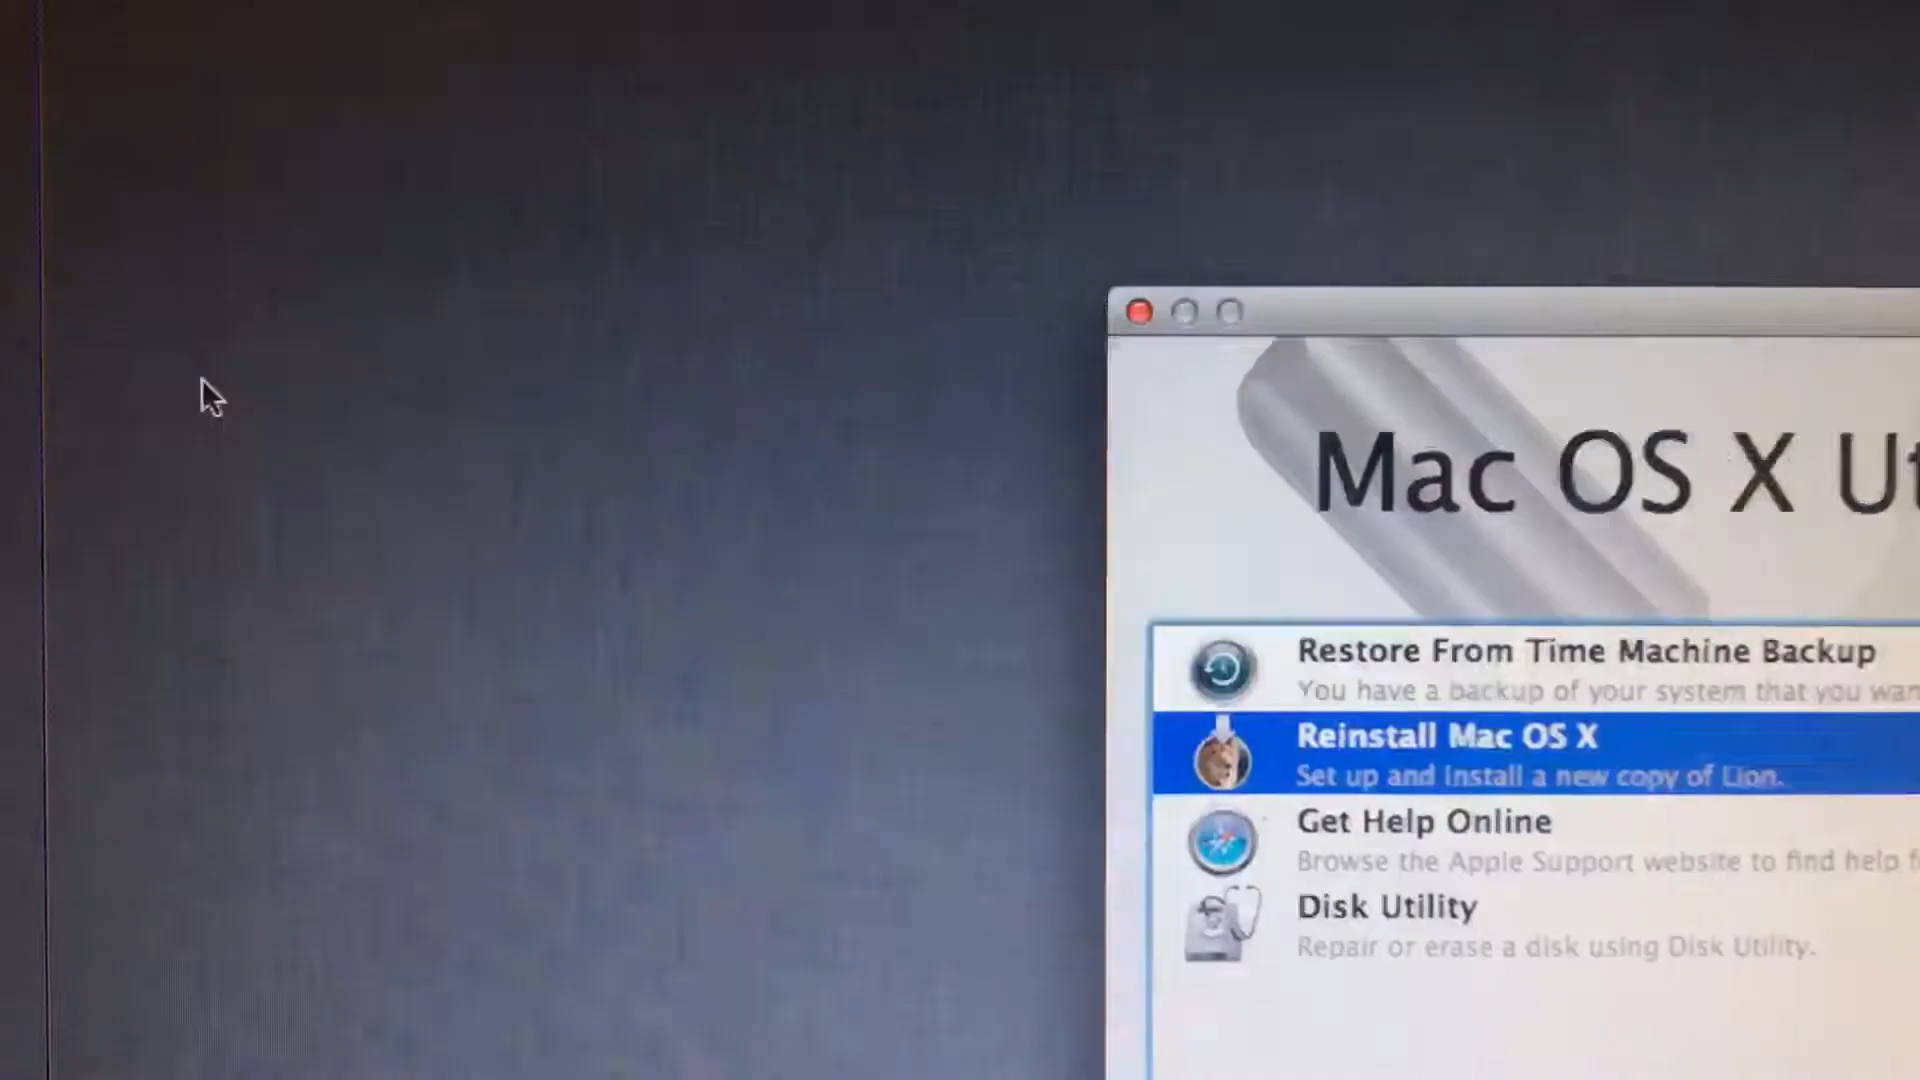 Mac OS X Ut
Restore From Time Machine Backup
You have a backup of your system that you wan
Reinstall Mac OS X
Set up and install a new copy of Lion.
Get Help Online
Browse the Apple Support website to find help f
Disk Utility
Repair or erase a disk using Disk Utility.